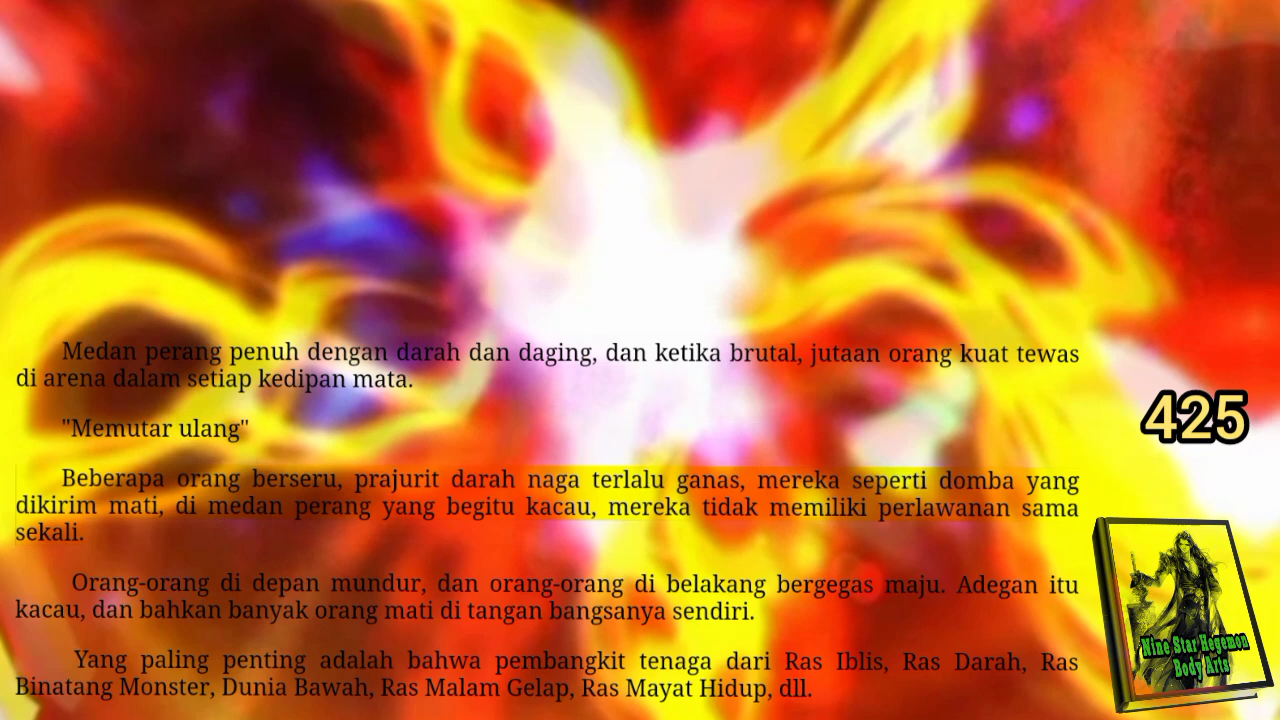 Medan perang penuh dengan darah dan daging, dan ketika brutal, jutaan orang kuat tewas
di arena dalam setiap kedipan mata.
"Memutar ulang"
Beberapa orang berseru, prajurit darah naga terlalu ganas, mereka seperti domba yang
dikirim mati, di medan perang yang begitu kacau, mereka tidak memiliki perlawanan sama
sekali.
Orang-orang di depan mundur, dan orang-orang di belakang bergegas maju. Adegan itu
kacau, dan bahkan banyak orang mati di tangan bangsanya sendiri.
Yang paling penting adalah bahwa pembangkit tenaga dari Ras Iblis, Ras Darah, Ras
Binatang Monster, Dunia Bawah, Ras Malam Gelap, Ras Mayat Hidup, dll.
425
Nine Star Hegemon
Body Arts